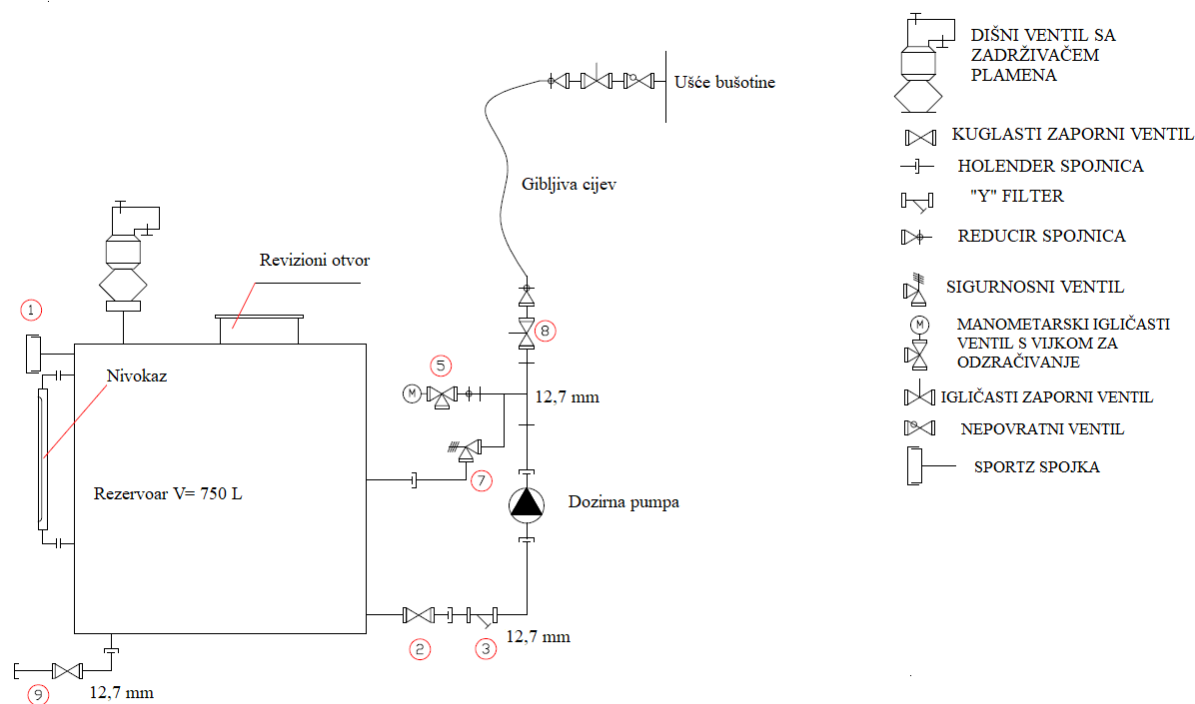 Ušće bušotine
Gibljiva cijev
Revizioni otvor
1
Nivokaz
8
5
M
12,7 mm
7
Rezervoar V= 750 L
Dozirna pumpa
2
3
12,7 mm
9
12,7 mm
DIŠNI VENTIL SA
ZADRŽIVAČEM
PLAMENA
KUGLASTI ZAPORNI VENTIL
HOLENDER SPOJNICA
"Y" FILTER
REDUCIR SPOJNICA
SIGURNOSNI VENTIL
M
MANOMETARSKI IGLIČASTI
VENTIL S VIJKOM ZA
ODZRAČIVANJE
IGLIČASTI ZAPORNI VENTIL
NEPOVRATNI VENTIL
SPORTZ SPOJKA